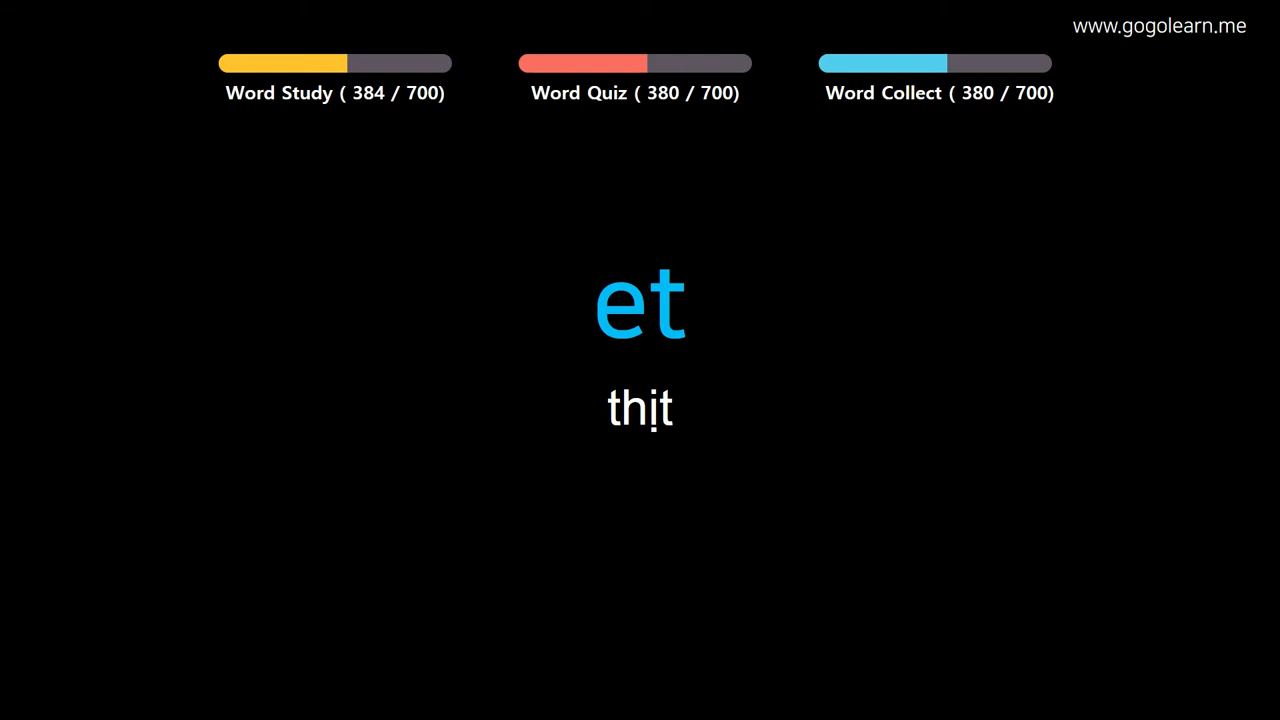 www.gogolearn.me
Word Study ( 384 / 700)
Word Quiz ( 380 / 700)
Word Collect ( 380 / 700)
et
thịt